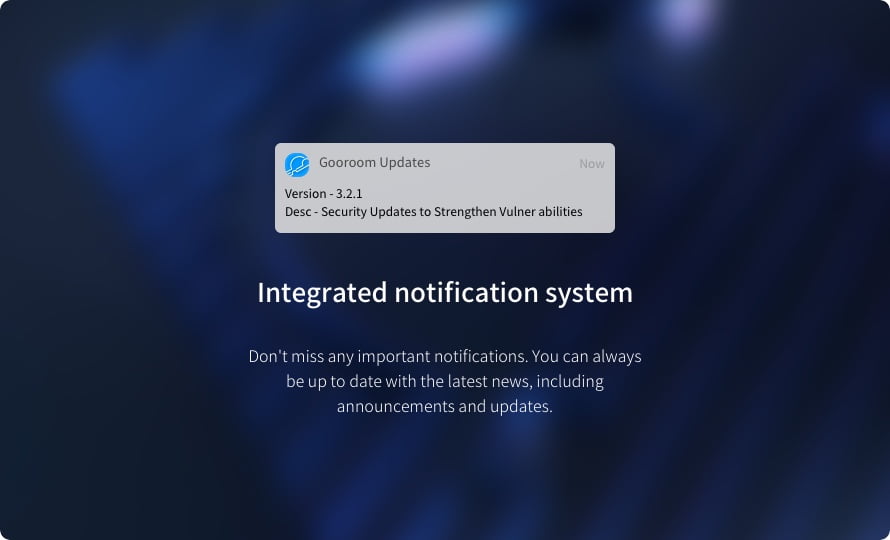 Gooroom Updates
Now
Version - 3.2.1
Desc - Security Updates to Strengthen Vulner abilities
Integrated notification system
Don't miss any important notifications. You can always
be up to date with the latest news, including
announcements and updates.